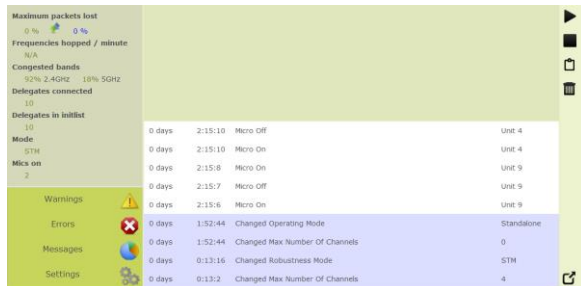 Maximum packets lost
0 % 0 %
Frequencies hopped / minute
N/A
Congested bands
92% 2.4GHz 18% 5GHz
Delegates connected
10
Delegates in initlist
10
Mode
STM
Mics on
2
Warnings
Errors
Messages
Settings
0 days 2:15:10 Micro Off Unit 4
0 days 2:15:10 Micro On Unit 4
0 days 2:15:8 Micro On Unit 9
0 days 2:15:7 Micro Off Unit 9
0 days 2:15:6 Micro On Unit 9
0 days 1:52:44 Changed Operating Mode Standalone
0 days 1:52:44 Changed Max Number Of Channels 0
0 days 0:13:16 Changed Robustness Mode STM
0 days 0:13:2 Changed Max Number Of Channels 4